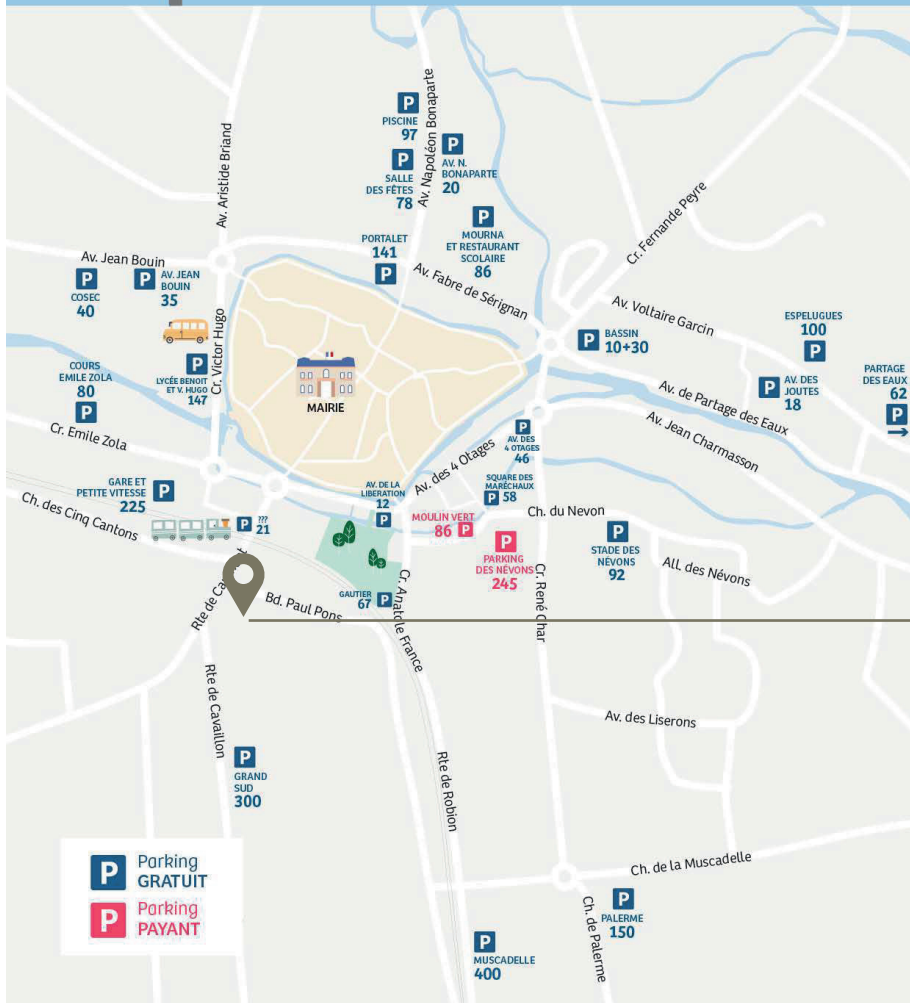 P
PISCINE
97
Av. Napoléon Bonaparte
P
AV. N.
BONAPARTE
20
P
SALLE
DES FÊTES
78
Av. Aristide Briand
P
MOURNA
ET RESTAURANT
SCOLAIRE
86
Cr. Fernande Peyre
PORTALET
141
P
Av. Jean Bouin
P
COSEC
40
P
AV. JEAN
BOUIN
35
Av. Fabre de Sérignan
Av. Voltaire Garcin
P
BASSIN
10+30
ESPELUGUES
100
P
Cr. Victor Hugo
P
LYCÉE BENOIT
ET V. HUGO
147
MAIRIE
COURS
EMILE ZOLA
80
P
Cr. Emile Zola
P
AV. DES
JOUTES
18
PARTAGE
DES EAUX
62
P
→
Av. de Partage des Eaux
Av. Jean Charmasson
P
AV. DES
4 OTAGES
46
Av. des 4 Otages
GARE ET
PETITE VITESSE
225
P
AV. DE LA
LIBERATION
12
P
SQUARE DES
MARÉCHAUX
P
58
Ch. des Cinq Cantons
P
???
21
MOULIN VERT
86
P
Ch. du Nevon
P
PARKING
DES NÉVONS
245
P
STADE DES
NÉVONS
92
All. des Névons
Rte de Ca
Bd. Paul Pons
GAUTIER
67
P
Cr. Anatole France
Cr. René Char
Rte de Cavaillon
Av. des Liserons
P
GRAND
SUD
300
Rte de Robion
P
Parking
GRATUIT
P
Parking
PAYANT
Ch. de la Muscadelle
Ch. de Palerme
P
PALERME
150
P
MUSCADELLE
400